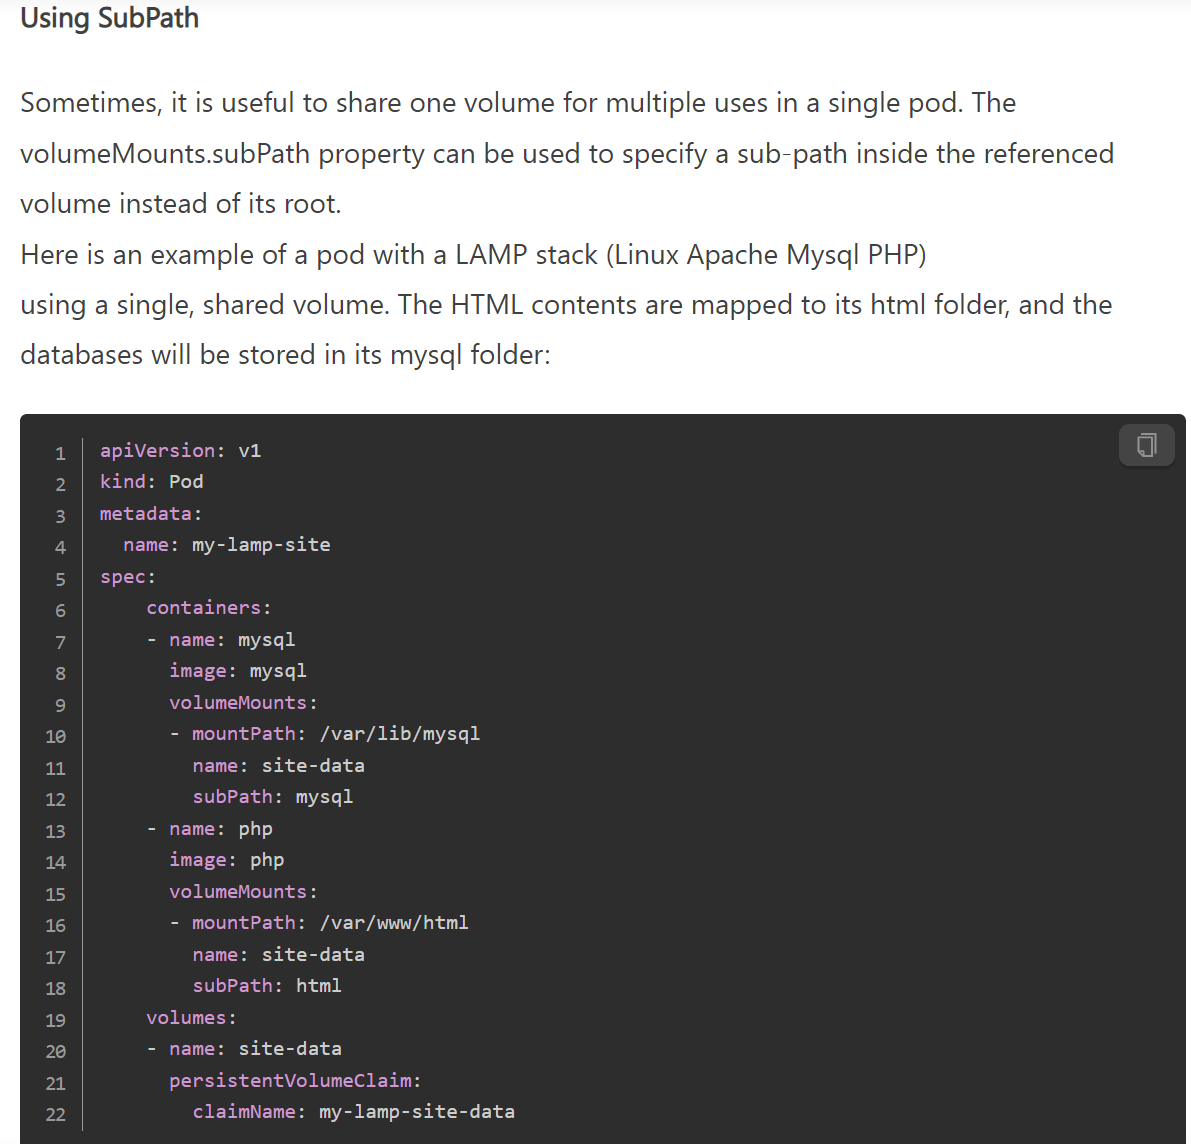 Using SubPath
Sometimes, it is useful to share one volume for multiple uses in a single pod. The
volumeMounts.subPath property can be used to specify a sub-path inside the referenced
volume instead of its root.
Here is an example of a pod with a LAMP stack (Linux Apache Mysql PHP)
using a single, shared volume. The HTML contents are mapped to its html folder, and the
databases will be stored in its mysql folder:
1 apiVersion: v1
2 kind: Pod
3 metadata:
4   name: my-lamp-site
5 spec:
6     containers:
7     - name: mysql
8       image: mysql
9       volumeMounts:
10       - mountPath: /var/lib/mysql
11         name: site-data
12         subPath: mysql
13     - name: php
14       image: php
15       volumeMounts:
16       - mountPath: /var/www/html
17         name: site-data
18         subPath: html
19     volumes:
20     - name: site-data
21       persistentVolumeClaim:
22         claimName: my-lamp-site-data